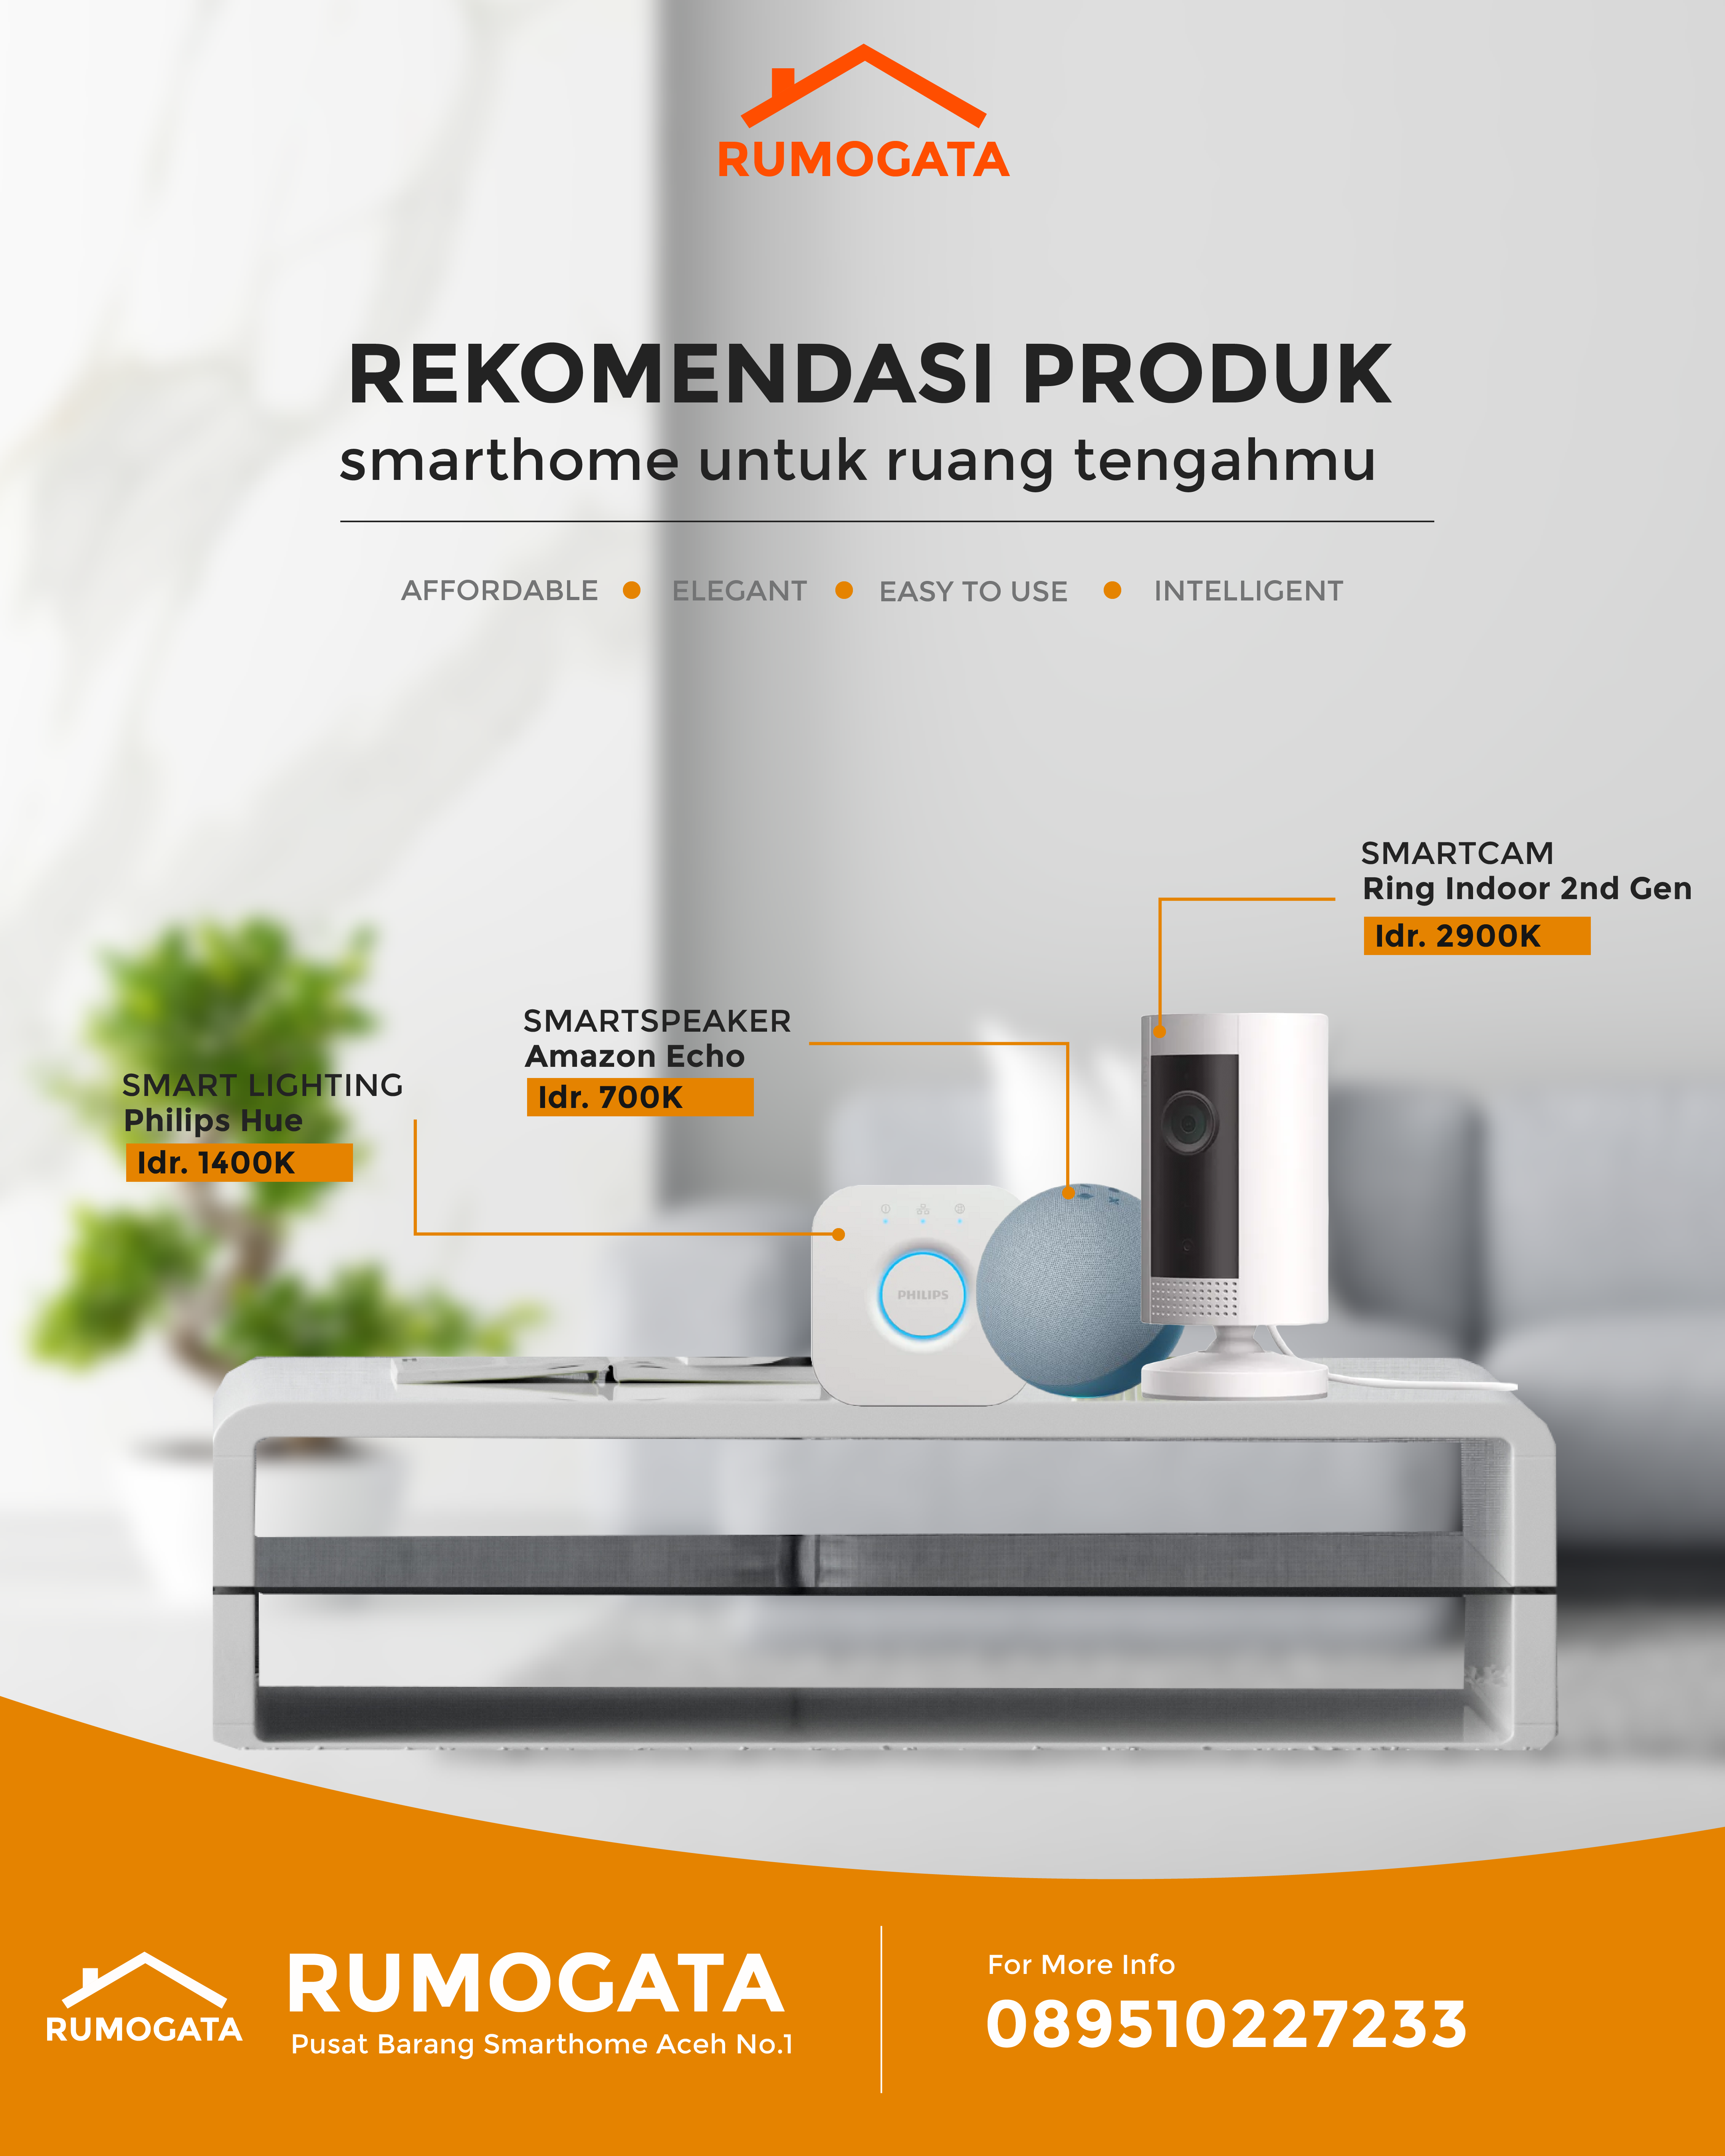 RUMOGATA
REKOMENDASI PRODUK
smarthome untuk ruang tengahmu
AFFORDABLE ELEGANT EASY TO USE INTELLIGENT
SMARTCAM
Ring Indoor 2nd Gen
Idr. 2900K
SMARTSPEAKER
Amazon Echo
Idr. 700K
SMART LIGHTING
Philips Hue
Idr. 1400K
PHILIPS
RUMOGATA
RUMOGATA
Pusat Barang Smarthome Aceh No.1
For More Info
089510227233